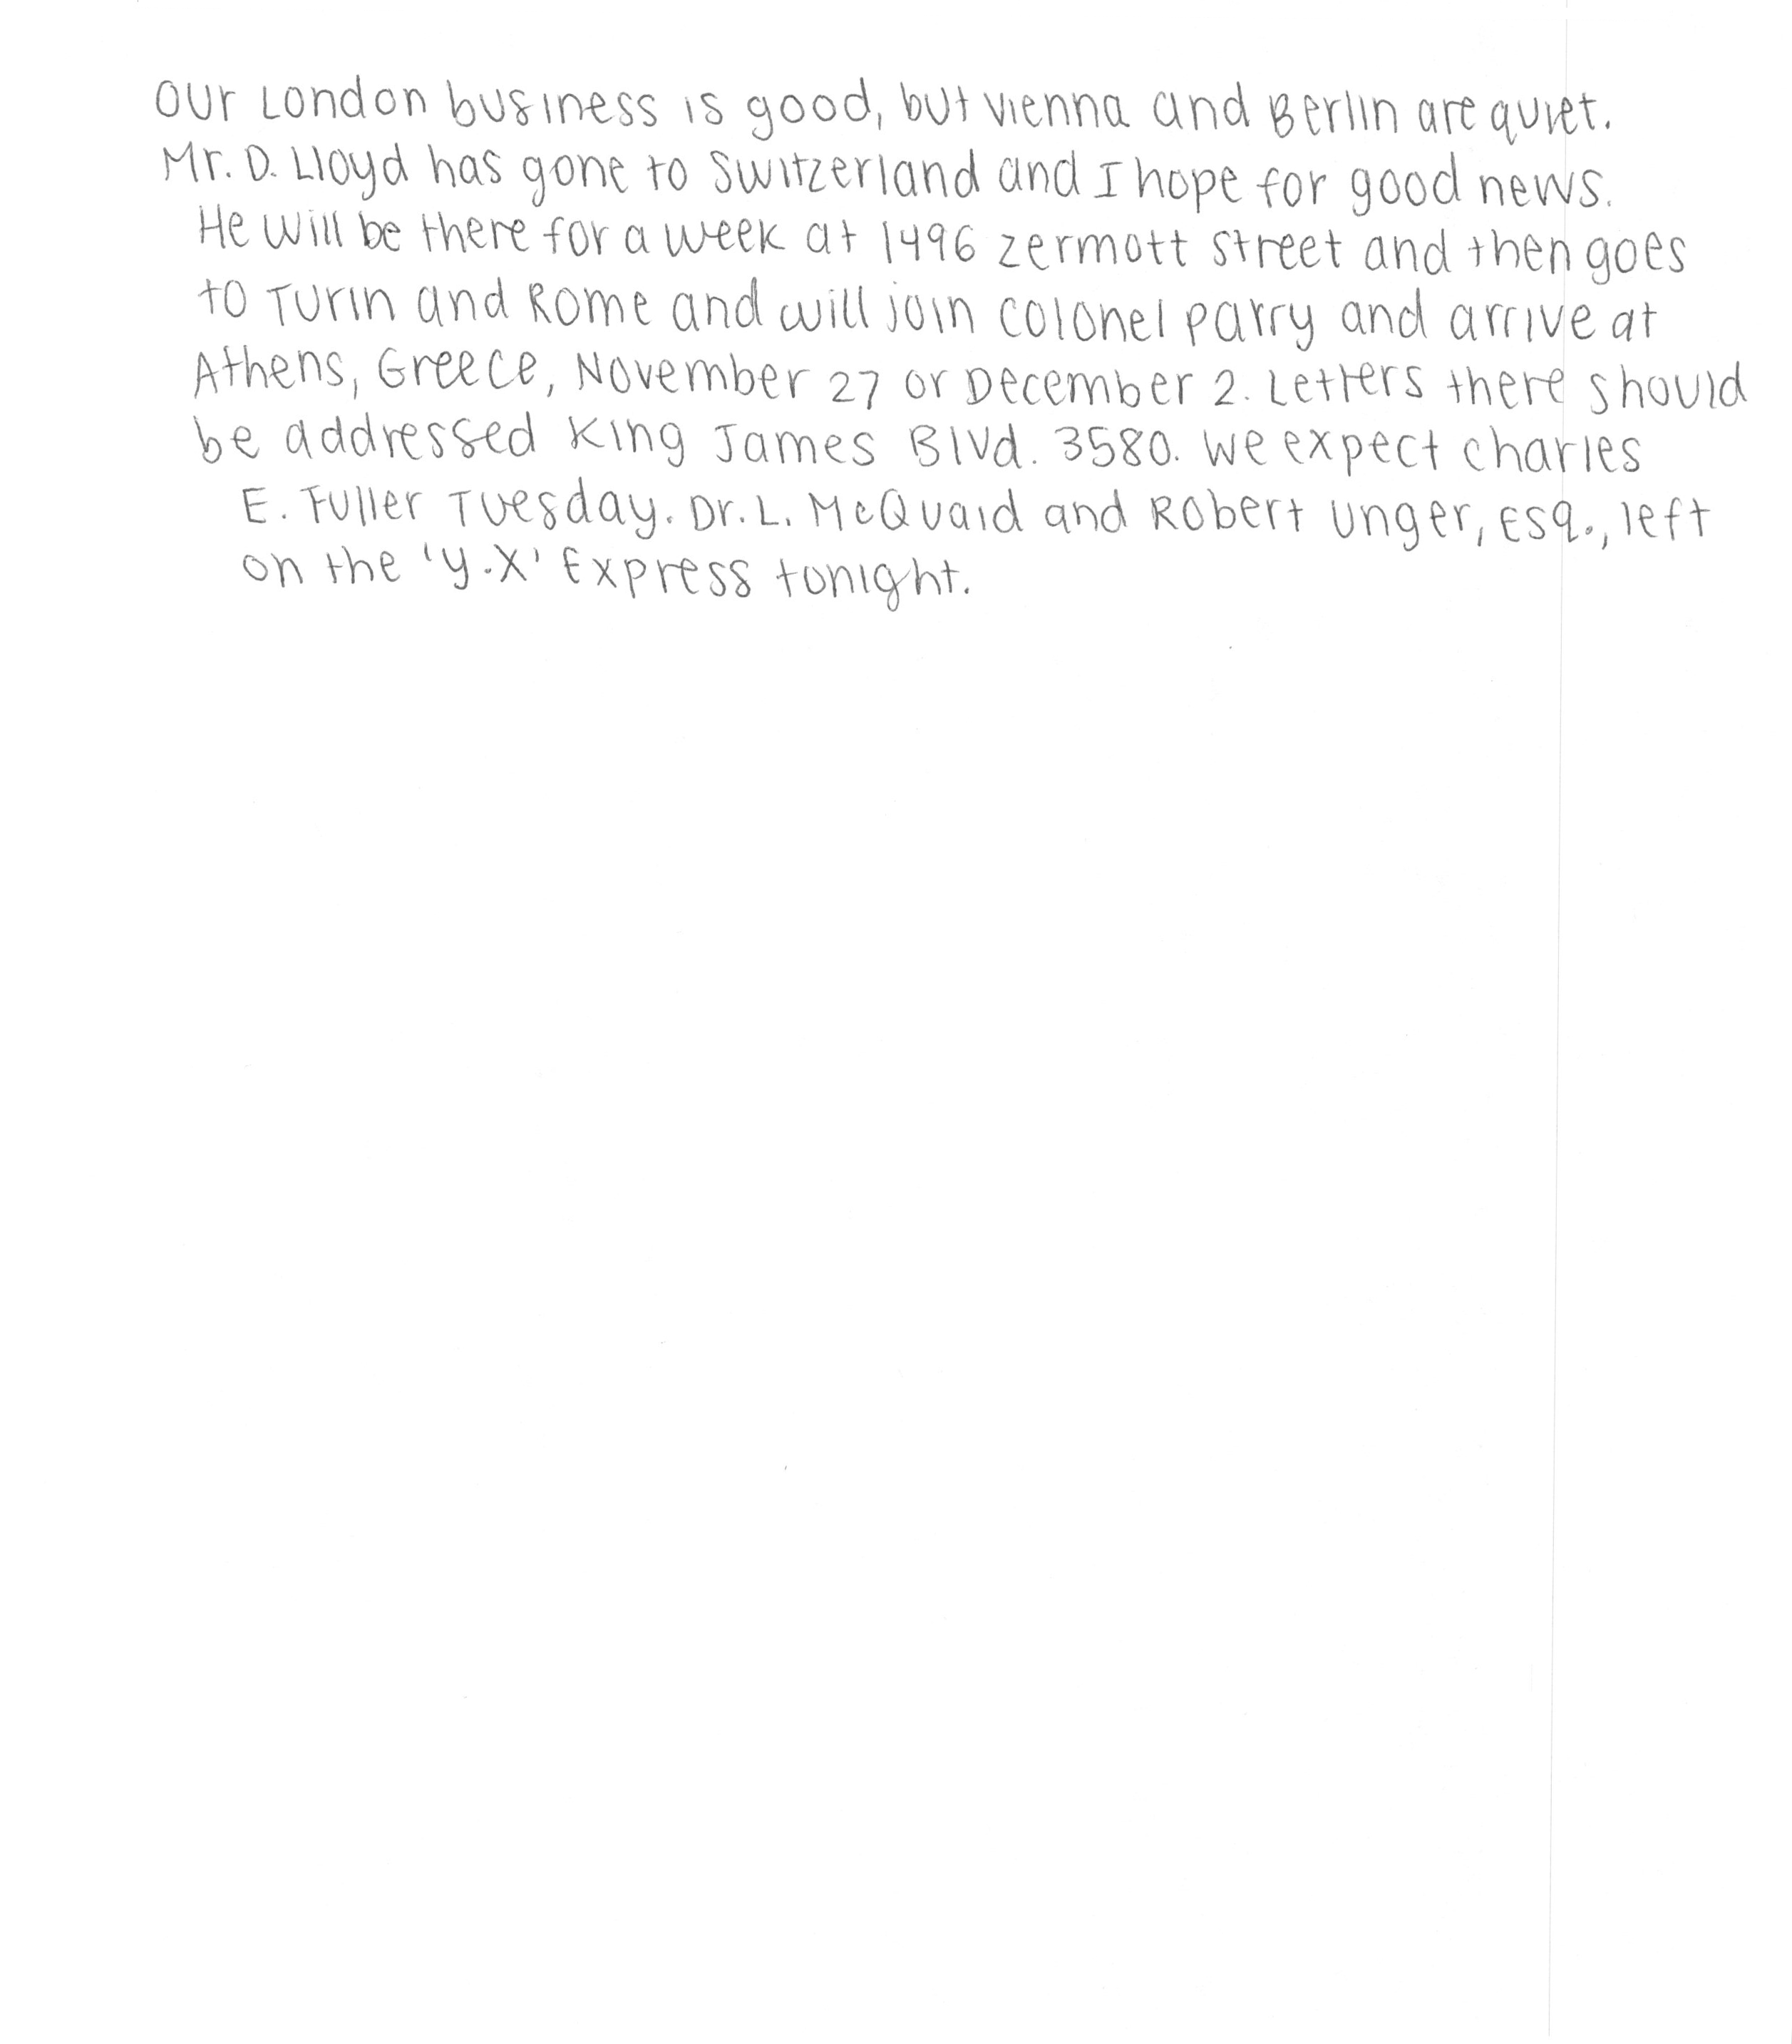 Our London business is good, but Vienna and Berlin are quiet.
Mr. D. Lloyd has gone to Switzerland and I hope for good news.
He will be there for a week at 1496 Zermott Street and then goes
to Turin and Rome and will join Colonel Parry and arrive at
Athens, Greece, November 27 or December 2. Letters there should
be addressed King James Blvd. 3580. We expect Charles
E. Fuller Tuesday. Dr. L. McQuaid and Robert Unger, Esq., left
on the 'Y.X' Express tonight.